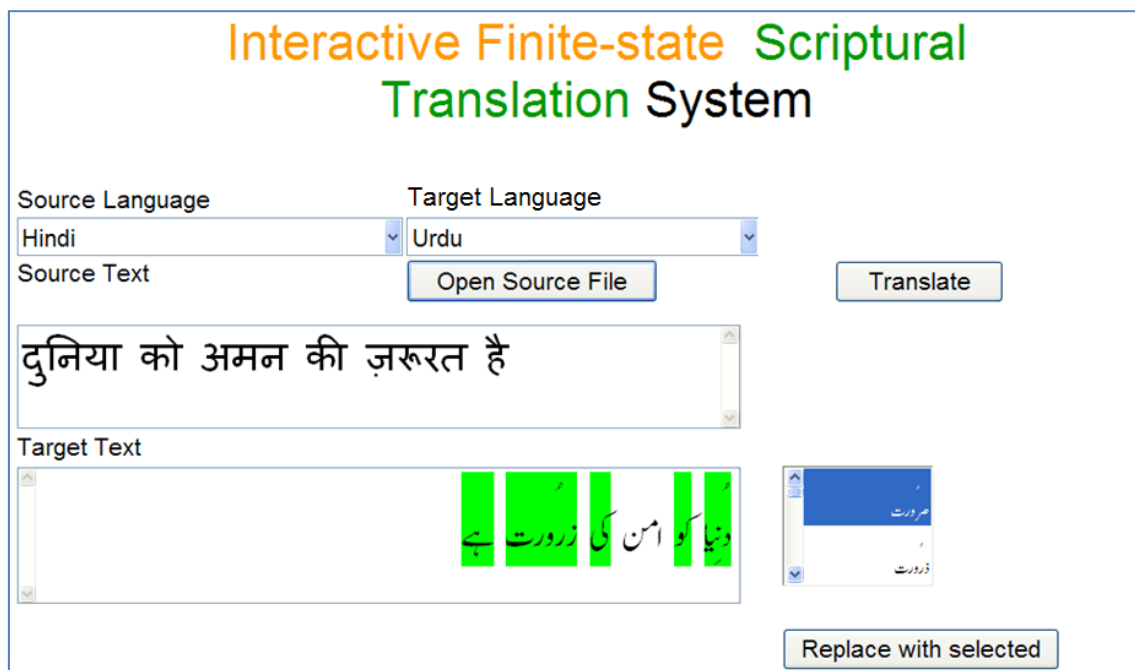 Interactive Finite-state Scriptural
Translation System
Source Language
Target Language
Hindi
Urdu
Source Text
Open Source File
Translate
दुनिया को अमन की ज़रूरत है
Target Text
دُنِیا کو امن کی زرُورت ہے
ضرُورت
ذرُورت
Replace with selected